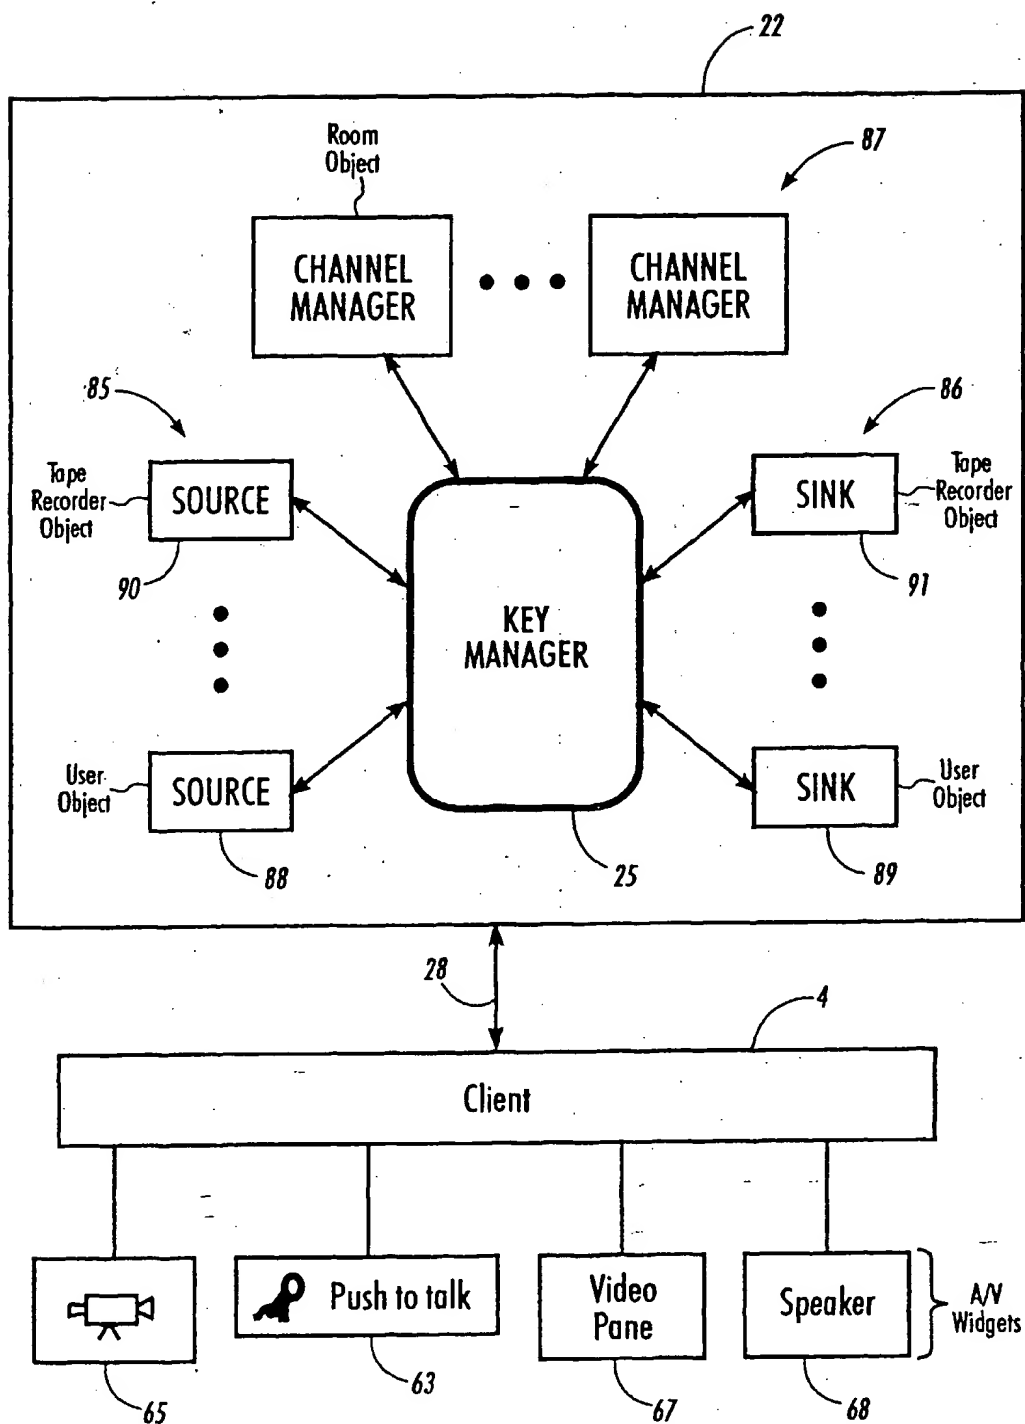 22
Room
Object
87
CHANNEL
MANAGER
CHANNEL
MANAGER
85
86
Tape
Recorder
Object
SOURCE
SINK
Tape
Recorder
Object
90
91
KEY
MANAGER
User
Object
SOURCE
SINK
User
Object
88
25
89
28
4
Client
Push to talk
Video
Pane
Speaker
A/V
Widgets
65
63
67
68